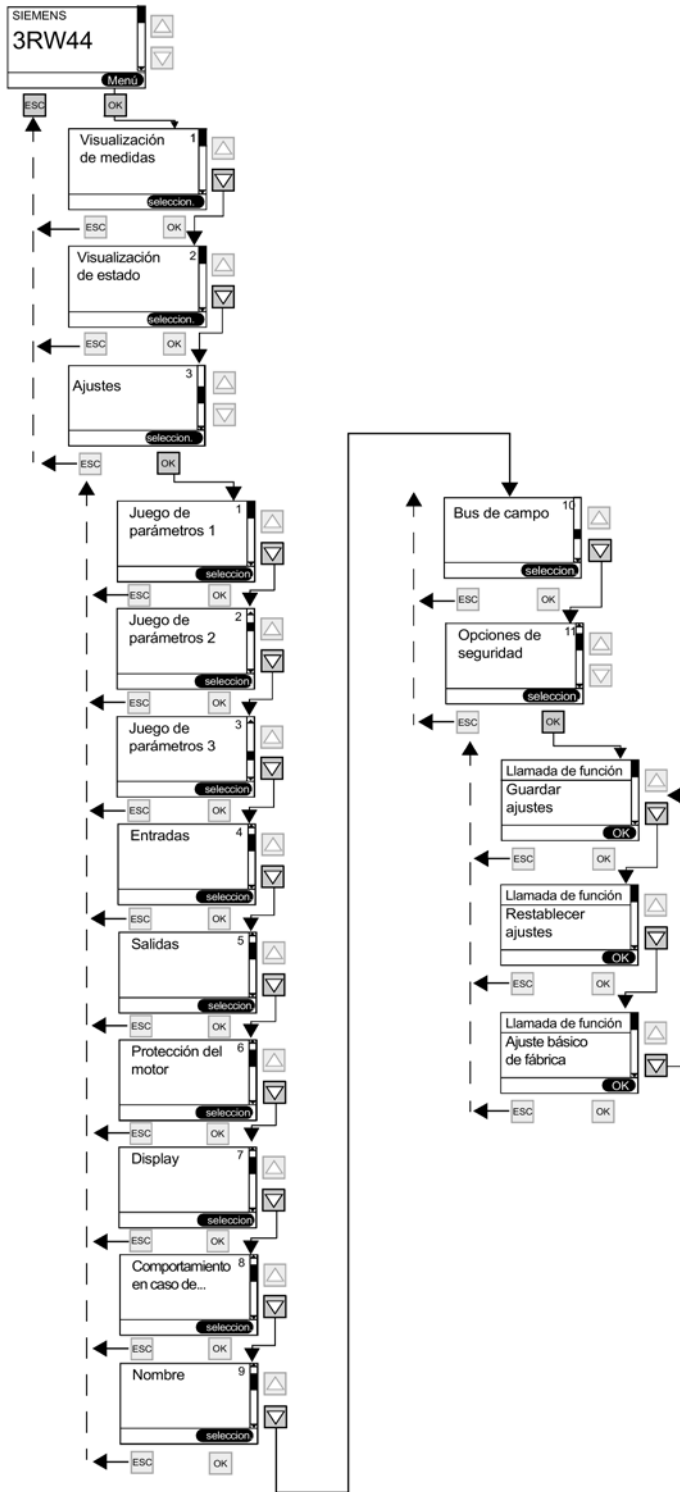 SIEMENS
3RW44
Menú
ESC
OK
Visualización
de medidas
1
seleccion.
ESC
OK
Visualización
de estado
2
seleccion.
ESC
OK
Ajustes
3
seleccion.
ESC
OK
Juego de
parámetros 1
1
seleccion
ESC
OK
Juego de
parámetros 2
2
seleccion
ESC
OK
Juego de
parámetros 3
3
seleccion
ESC
OK
Entradas
4
seleccion
ESC
OK
Salidas
5
seleccion
ESC
OK
Protección del
motor
6
seleccion
ESC
OK
Display
7
seleccion
ESC
OK
Comportamiento
en caso de...
8
seleccion
ESC
OK
Nombre
9
seleccion
ESC
OK
Bus de campo
10
seleccion
ESC
OK
Opciones de
seguridad
11
seleccion
ESC
OK
Llamada de función
Guardar
ajustes
OK
ESC
OK
Llamada de función
Restablecer
ajustes
OK
ESC
OK
Llamada de función
Ajuste básico
de fábrica
OK
ESC
OK